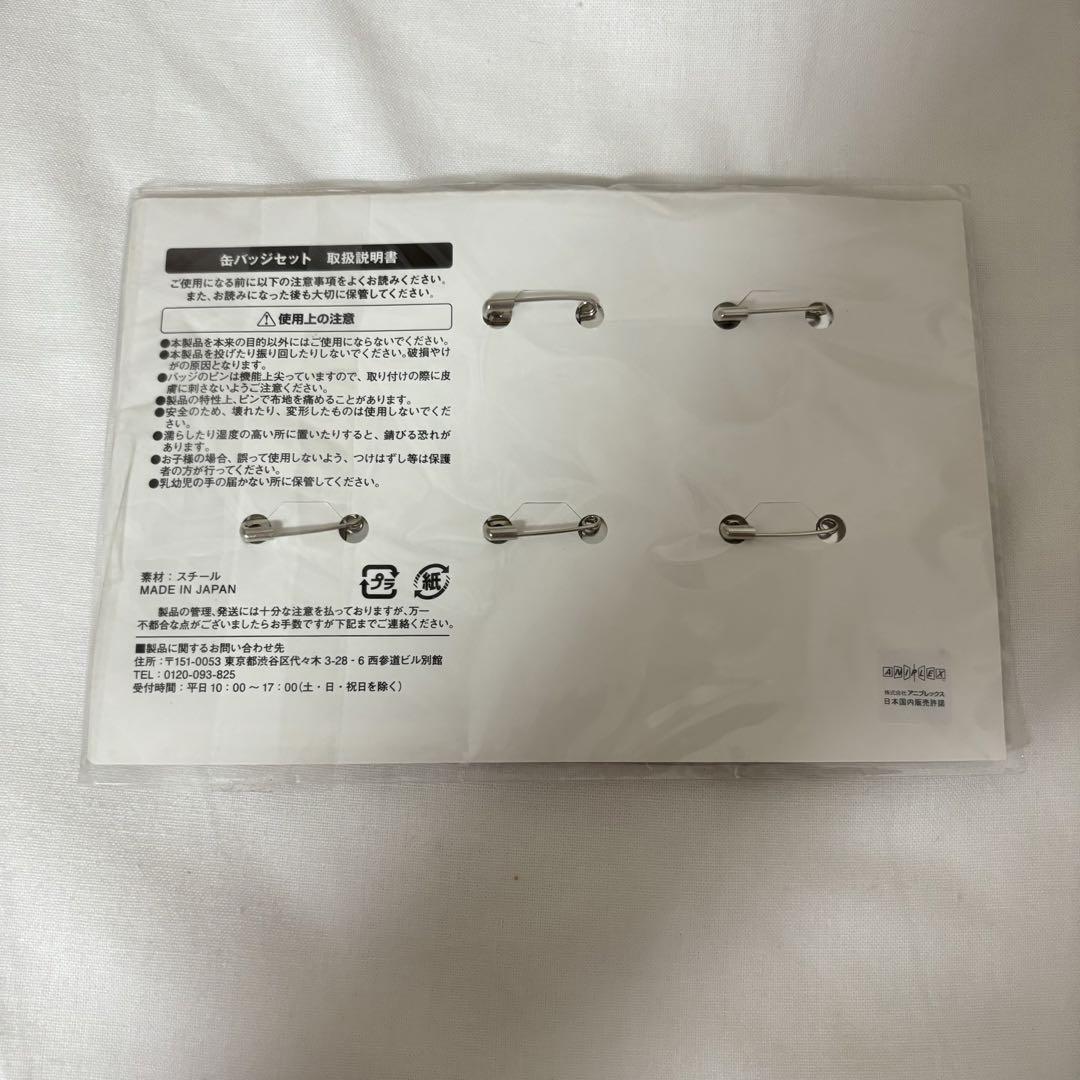 缶バッジセット 取扱説明書
ご使用になる前に以下の注意事項をよくお読みください。
また、お読みになった後も大切に保管してください。
⚠使用上の注意
●本製品を本来の目的以外にはご使用にならないでください。
●本製品を投げたり振り回したりしないでください。破損やけ
がの原因となります。
●バッジのピンは機能上尖っていますので、取り付けの際に皮
膚に刺さないようご注意ください。
●製品の特性上、ピンで布地を痛めることがあります。
●安全のため、壊れたり、変形したものは使用しないでくだ
さい。
●濡らしたり湿度の高い所に置いたりすると、錆びる恐れが
あります。
●お子様の場合、誤って使用しないよう、つけはずし等は保護
者の方が行ってください。
●乳幼児の手の届かない所に保管してください。
素材：スチール
MADE IN JAPAN
プラ
紙
製品の管理、発送には十分な注意を払っておりますが、万一
不都合な点がございましたらお手数ですが下記までご連絡ください。
■製品に関するお問い合わせ先
住所：〒151-0053 東京都渋谷区代々木 3-28-6 西参道ビル別館
TEL：0120-093-825
受付時間：平日 10：00～17：00（土・日・祝日を除く）
ANIPLEX
株式会社アニプレックス
日本国内販売許諾